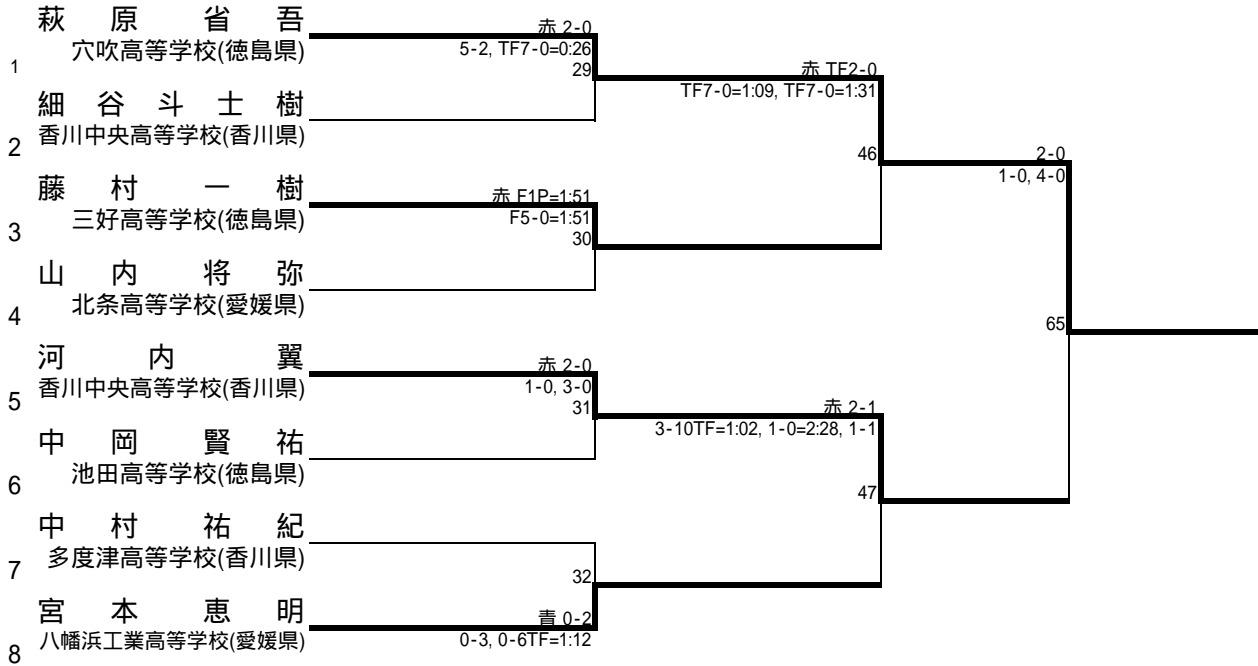 萩原省吾
穴吹高等学校(徳島県)
1
赤 2-0
5-2, TF7-0=0:26
29
細谷斗士樹
香川中央高等学校(香川県)
2
赤 TF2-0
TF7-0=1:09, TF7-0=1:31
46
藤村一樹
三好高等学校(徳島県)
3
赤 F1P=1:51
F5-0=1:51
30
山内将弥
北条高等学校(愛媛県)
4
2-0
1-0, 4-0
65
河内翼
香川中央高等学校(香川県)
5
赤 2-0
1-0, 3-0
31
中岡賢祐
池田高等学校(徳島県)
6
赤 2-1
3-10TF=1:02, 1-0=2:28, 1-1
47
中村祐紀
多度津高等学校(香川県)
7
32
宮本恵明
八幡浜工業高等学校(愛媛県)
8
青 0-2
0-3, 0-6TF=1:12